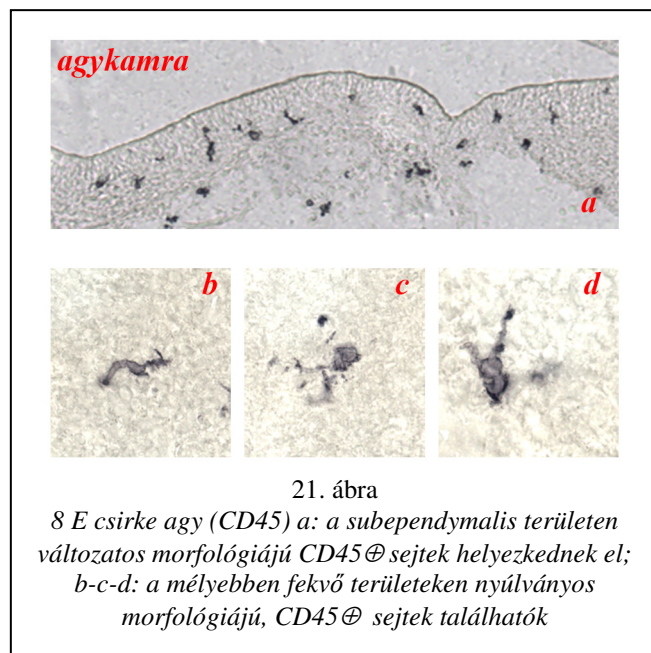 agykamra
a
b
c
d
21. ábra
8 E csirke agy (CD45) a: a subependymalis területen
változatos morfológiájú CD45⊕ sejtek helyezkednek el;
b-c-d: a mélyebben fekvő területeken nyúlványos
morfológiájú, CD45⊕ sejtek találhatók